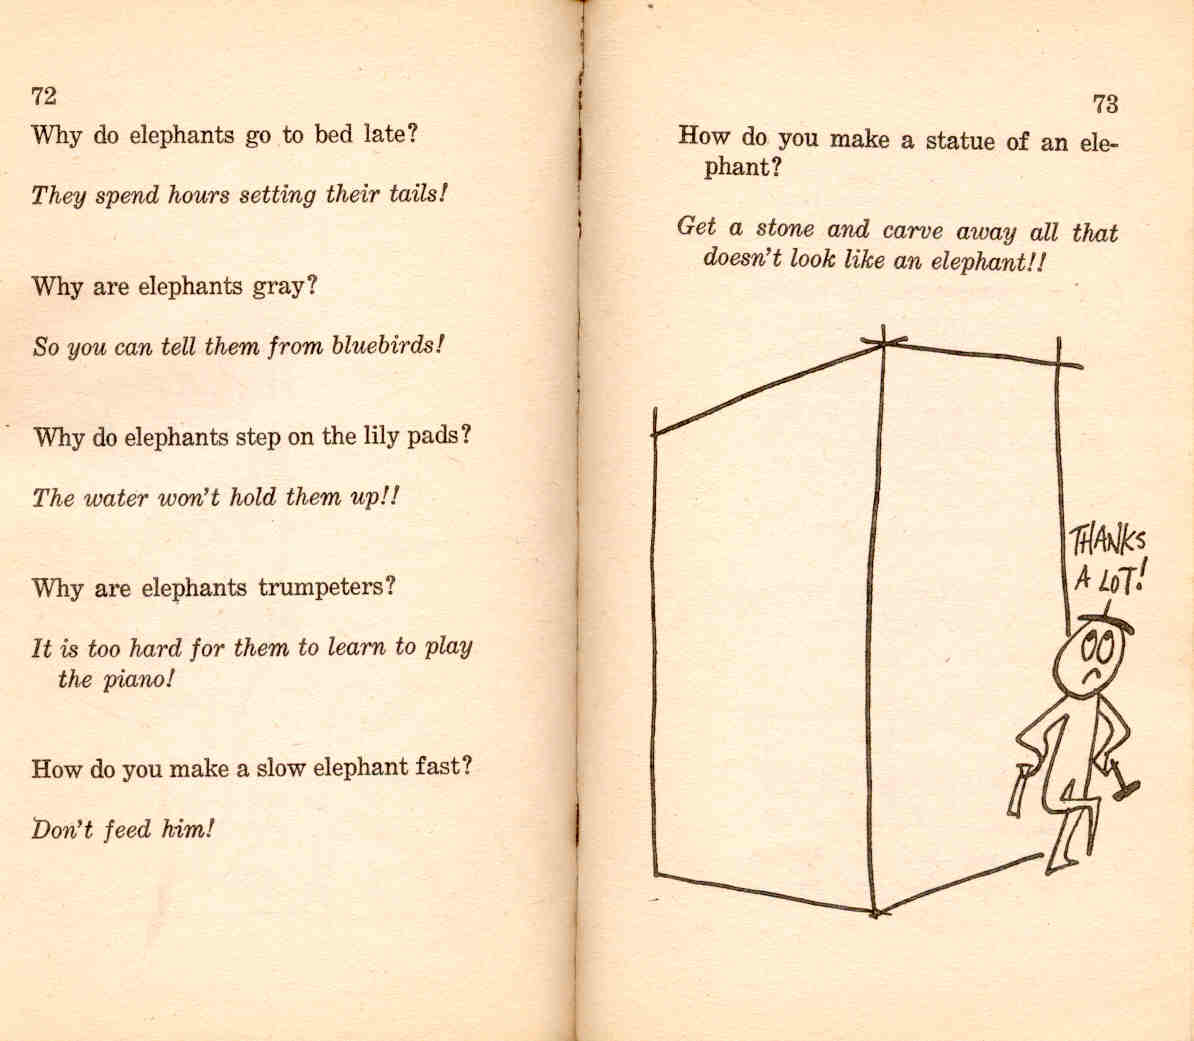 72
Why do elephants go to bed late?
They spend hours setting their tails!
Why are elephants gray?
So you can tell them from bluebirds!
Why do elephants step on the lily pads?
The water won't hold them up!!
Why are elephants trumpeters?
It is too hard for them to learn to play
the piano!
How do you make a slow elephant fast?
Don't feed him!
73
How do you make a statue of an ele-
phant?
Get a stone and carve away all that
doesn't look like an elephant!!
THANKS
A LOT!